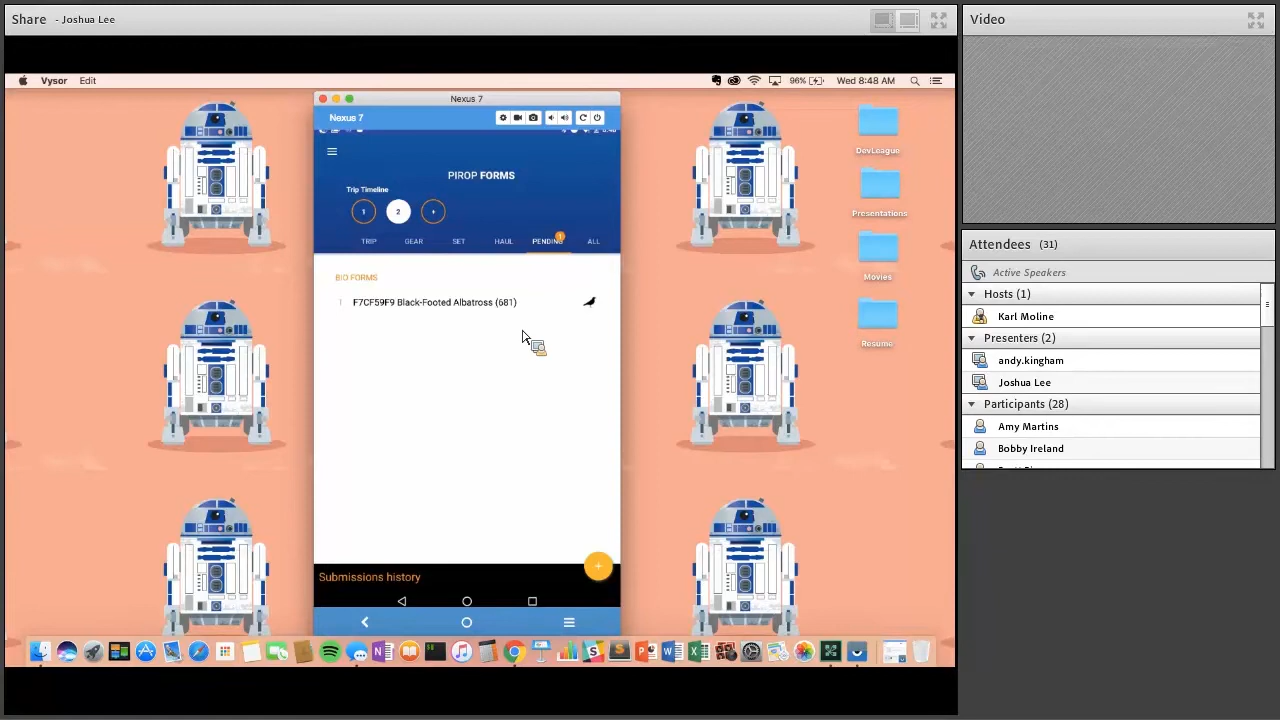 Share - Joshua Lee
Video
Vysor Edit
96% Wed 8:48 AM
Nexus 7
Nexus 7
PIROP FORMS
Trip Timeline
1 2 +
TRIP GEAR SET HAUL PENDING 1 ALL
BIO FORMS
1 F7CF59F9 Black-Footed Albatross (681)
Submissions history
+
DevLeague
Presentations
Movies
Resume
Attendees (31)
Active Speakers
Hosts (1)
Karl Moline
Presenters (2)
andy.kingham
Joshua Lee
Participants (28)
Amy Martins
Bobby Ireland